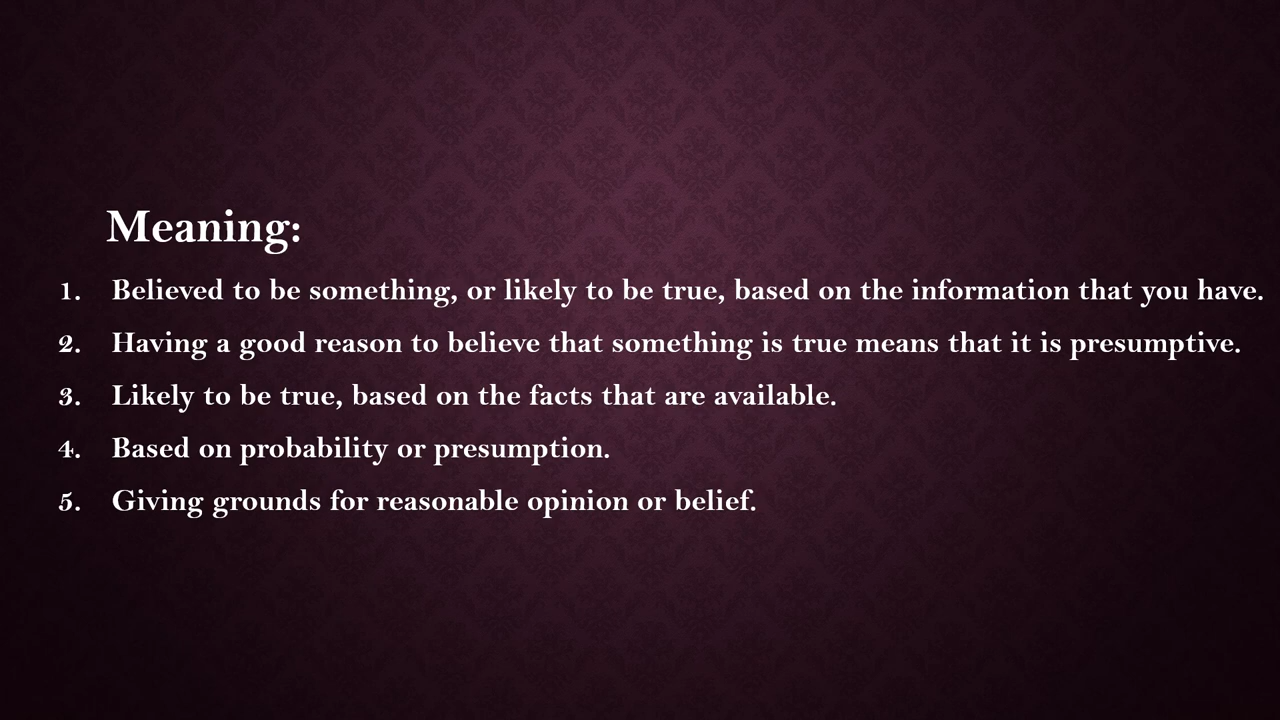 Meaning:
1. Believed to be something, or likely to be true, based on the information that you have.
2. Having a good reason to believe that something is true means that it is presumptive.
3. Likely to be true, based on the facts that are available.
4. Based on probability or presumption.
5. Giving grounds for reasonable opinion or belief.